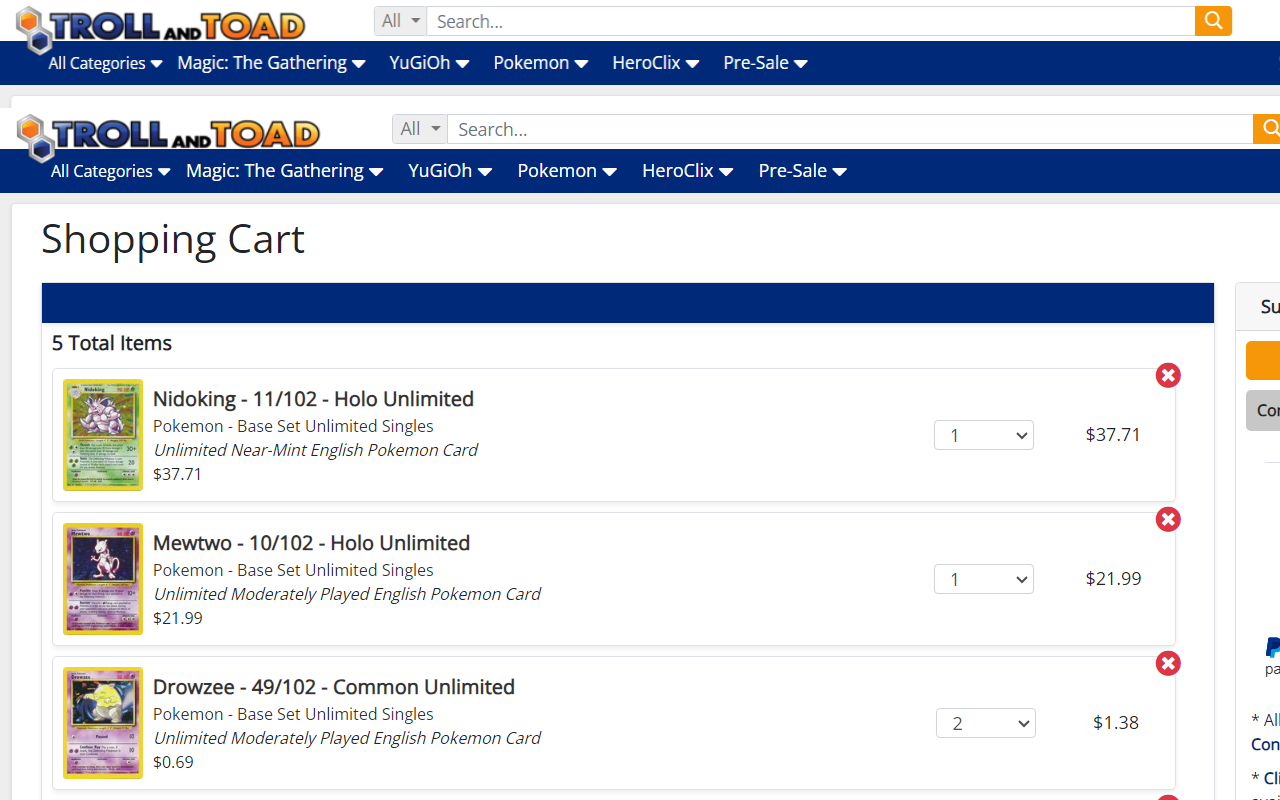 TROLL AND TOAD
All
Search...
All Categories
Magic: The Gathering
YuGiOh
Pokemon
HeroClix
Pre-Sale
TROLL AND TOAD
All
Search...
All Categories
Magic: The Gathering
YuGiOh
Pokemon
HeroClix
Pre-Sale
Shopping Cart
5 Total Items
Nidoking - 11/102 - Holo Unlimited
Pokemon - Base Set Unlimited Singles
Unlimited Near-Mint English Pokemon Card
$37.71
1
$37.71
Mewtwo - 10/102 - Holo Unlimited
Pokemon - Base Set Unlimited Singles
Unlimited Moderately Played English Pokemon Card
$21.99
1
$21.99
Drowzee - 49/102 - Common Unlimited
Pokemon - Base Set Unlimited Singles
Unlimited Moderately Played English Pokemon Card
$0.69
2
$1.38
Su
Con
pa
* All
Con
* Cli